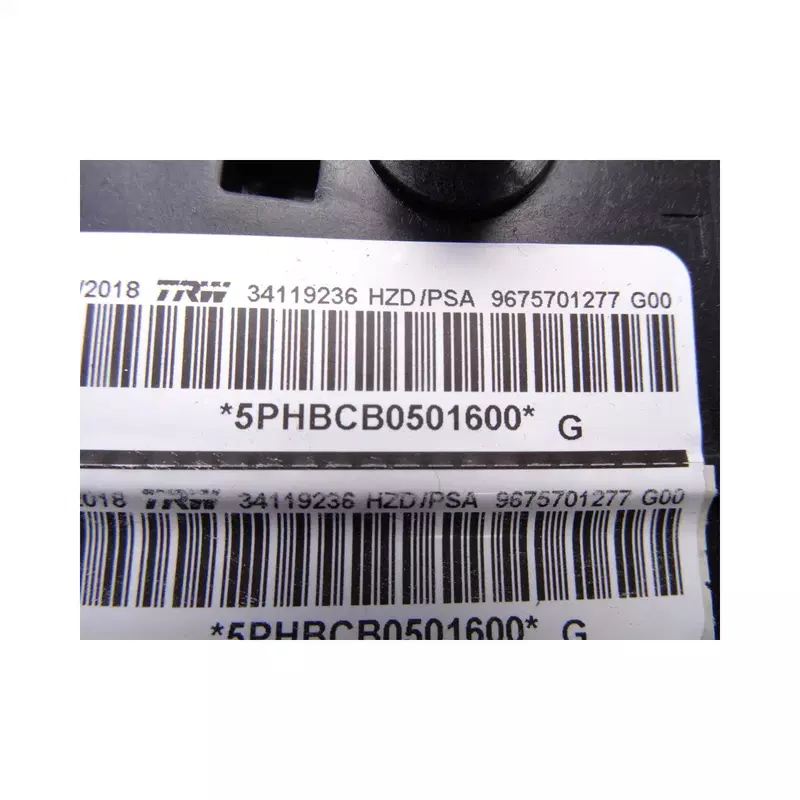 /2018 TRW 34119236 HZD/PSA 9675701277 G00
*5PHBCB0501600* G
2018 TRW 34119236 HZD/PSA 9675701277 G00
*5PHBCB0501600* G